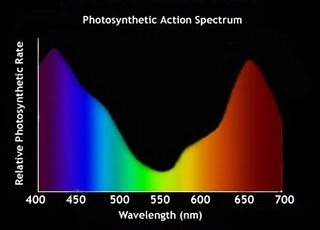 Photosynthetic Action Spectrum
Relative Photosynthetic Rate
400 450 500 550 600 650 700
Wavelength (nm)